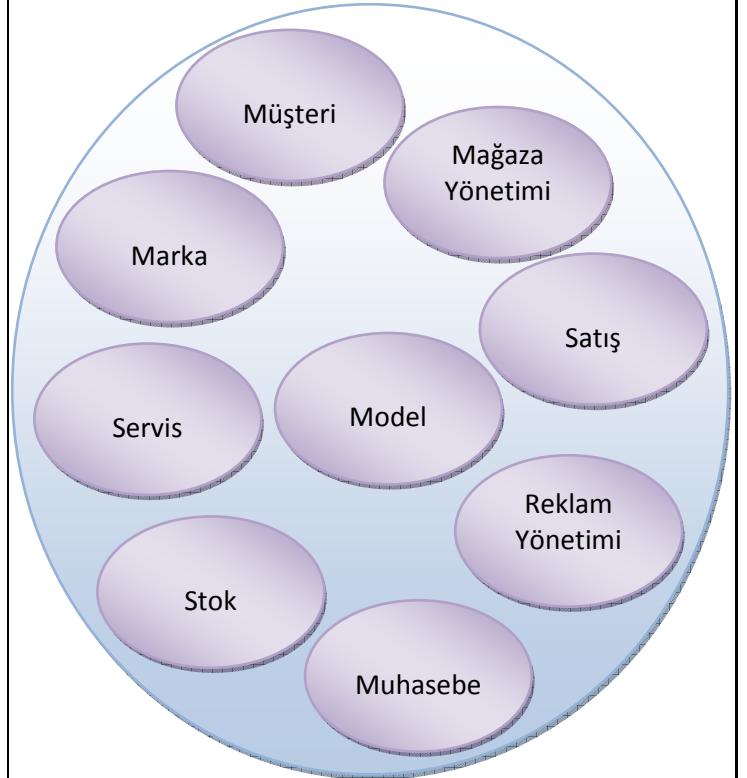 Müşteri
Mağaza
Yönetimi
Marka
Satış
Servis
Model
Reklam
Yönetimi
Stok
Muhasebe